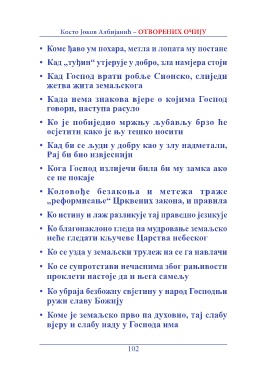 Косто Јоков Албијанић – ОТВОРЕНИХ ОЧИЈУ
• Коме ђаво ум похара, метла и лопата му постане
• Кад „туђин“ утјерује у добро, зла намјера стоји
• Кад Господ врати робље Сионско, слиједи
жетва жита земаљскога
• Када нема знакова вјере о којима Господ
говори, наступа расуло
• Ко је побиједио мржњу љубављу брзо ће
осјетити како је њу тешко носити
• Кад би се људи у добру као у злу надметали,
Рај би био извјеснији
• Кога Господ излијечи била би му замка ако
се не покаје
• Коловође безакоња и метежа траже
„реформисање“ Црквених закона, и правила
• Ко истину и лаж разликује тај праведно језикује
• Ко благонаклоно гледа на мудровање земаљско
неће гледати кључеве Царства небеског
• Ко се узда у земаљски трулеж на се га навлачи
• Ко се супротстави нечастима због рањивости
проклети настоје да и њега самељу
• Ко убраја безбожну свјетину у народ Господњи
ружи славу Божију
• Коме је земаљско прво па духовно, тај слабу
вјеру и слабу наду у Господа има
102